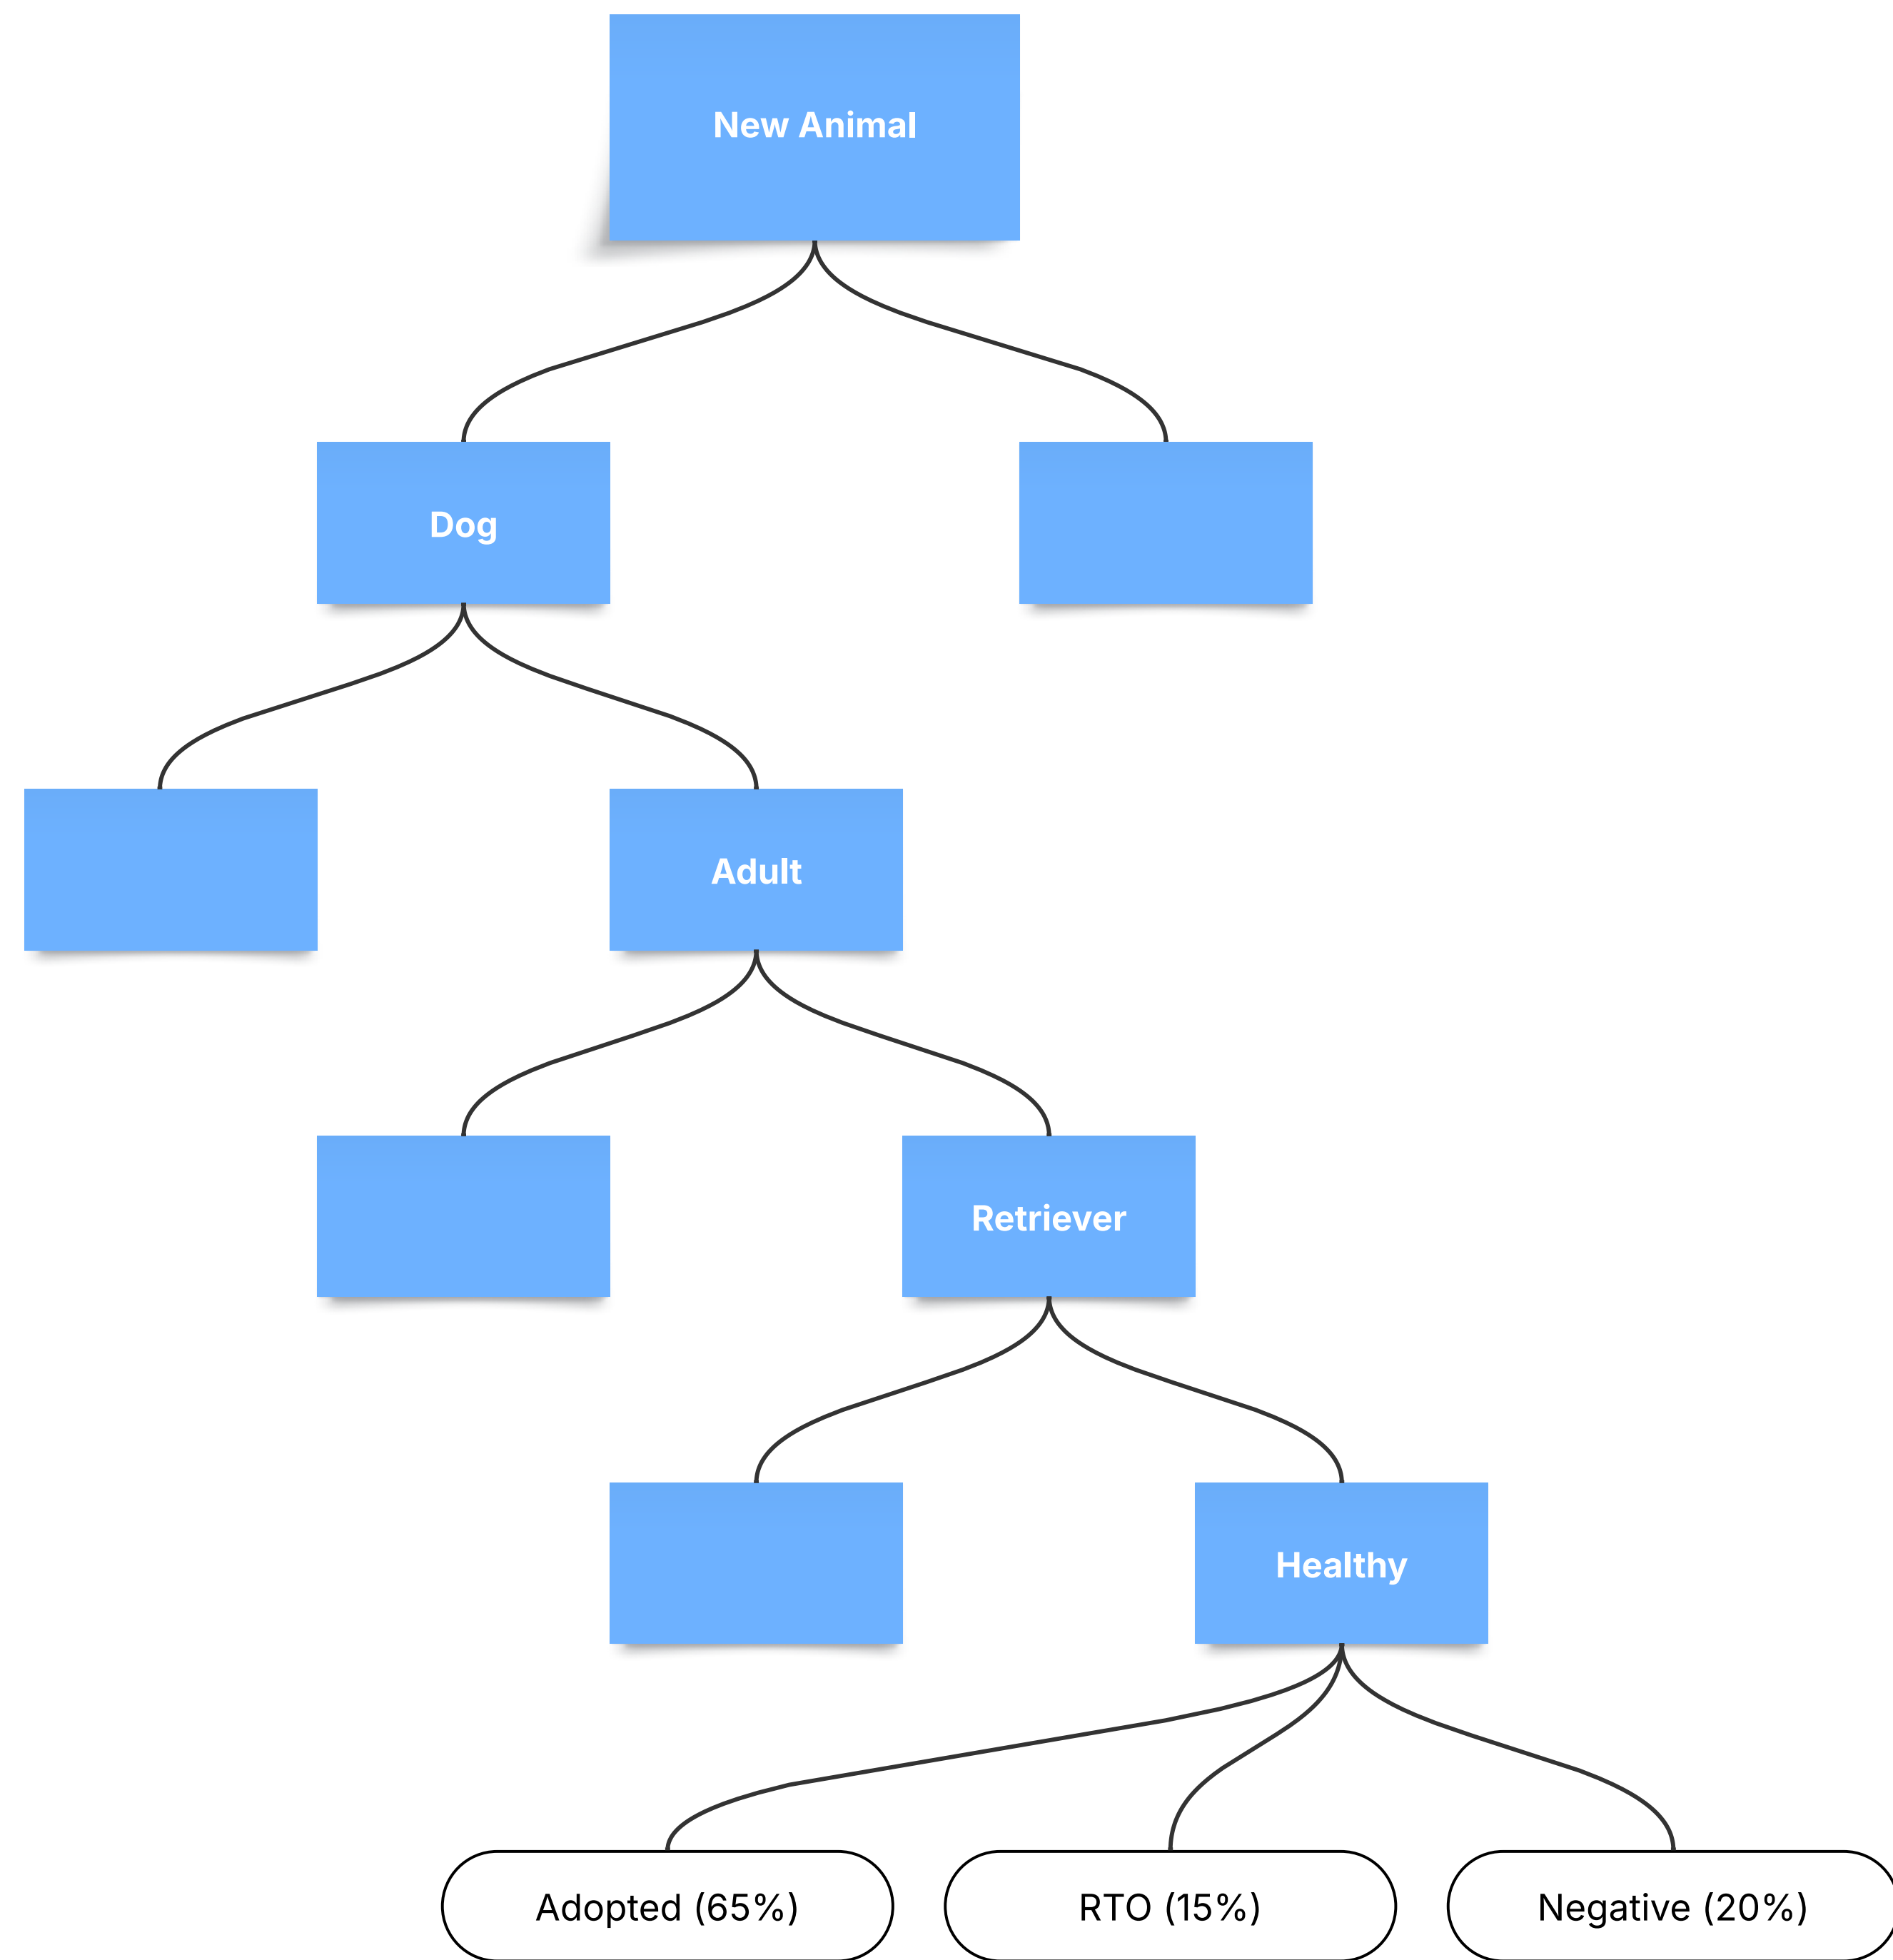 New Animal
Dog
Adult
Retriever
Healthy
Adopted (65%)
RTO (15%)
Negative (20%)